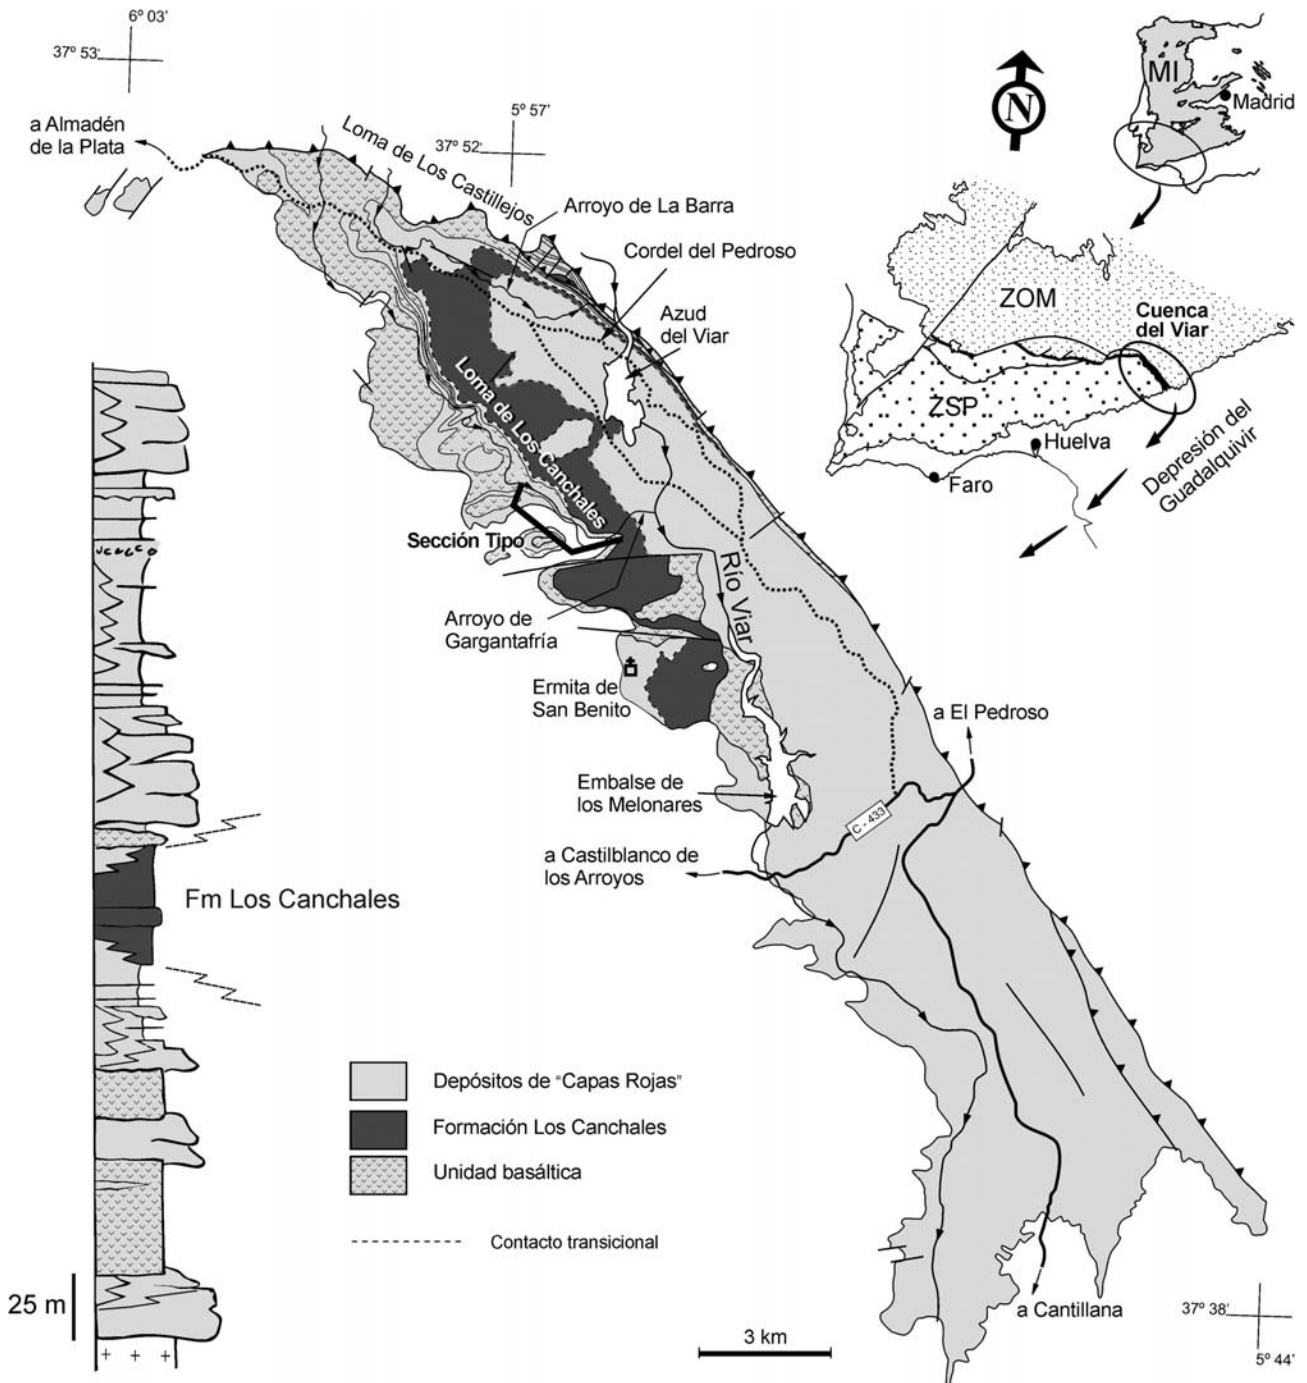 6º 03'
37º 53'
5º 57'
37º 52'
a Almadén
de la Plata
Loma de Los Castillejos
Arroyo de La Barra
Cordel del Pedroso
Azud
del Viar
N
MI
Madrid
ZOM
Cuenca
del Viar
ZSP
Huelva
Faro
Depresión del
Guadalquivir
Loma de Los Canchales
Sección Tipo
Río Viar
Arroyo de
Gargantafría
Ermita de
San Benito
a El Pedroso
Embalse de
los Melonares
C - 433
a Castilblanco de
los Arroyos
Fm Los Canchales
Depósitos de “Capas Rojas”
Formación Los Canchales
Unidad basáltica
Contacto transicional
25 m
3 km
a Cantillana
37º 38'
5º 44'